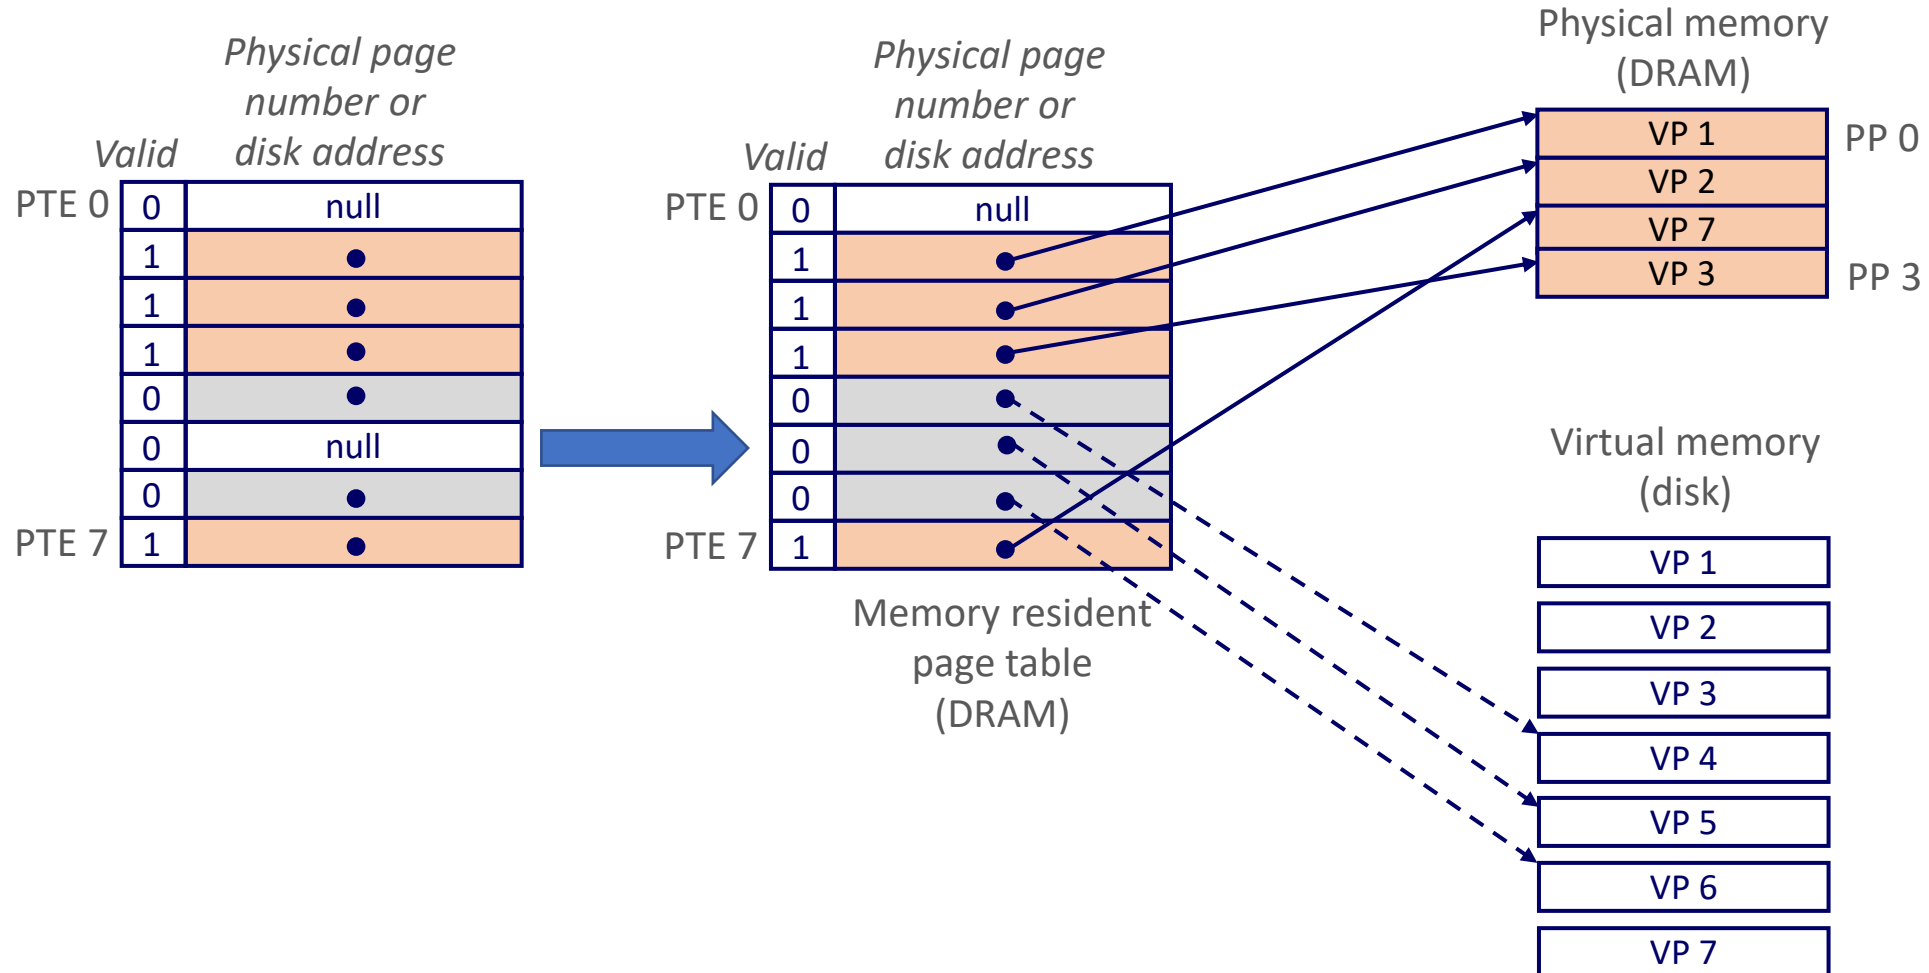 Physical page
number or
disk address
Valid
PTE 0
0 null
1
1
1
0
0 null
0
PTE 7 1
Physical page
number or
disk address
Valid
PTE 0
0 null
1
1
1
0
0
0
PTE 7 1
Memory resident
page table
(DRAM)
Physical memory
(DRAM)
VP 1 PP 0
VP 2
VP 7
VP 3 PP 3
Virtual memory
(disk)
VP 1
VP 2
VP 3
VP 4
VP 5
VP 6
VP 7